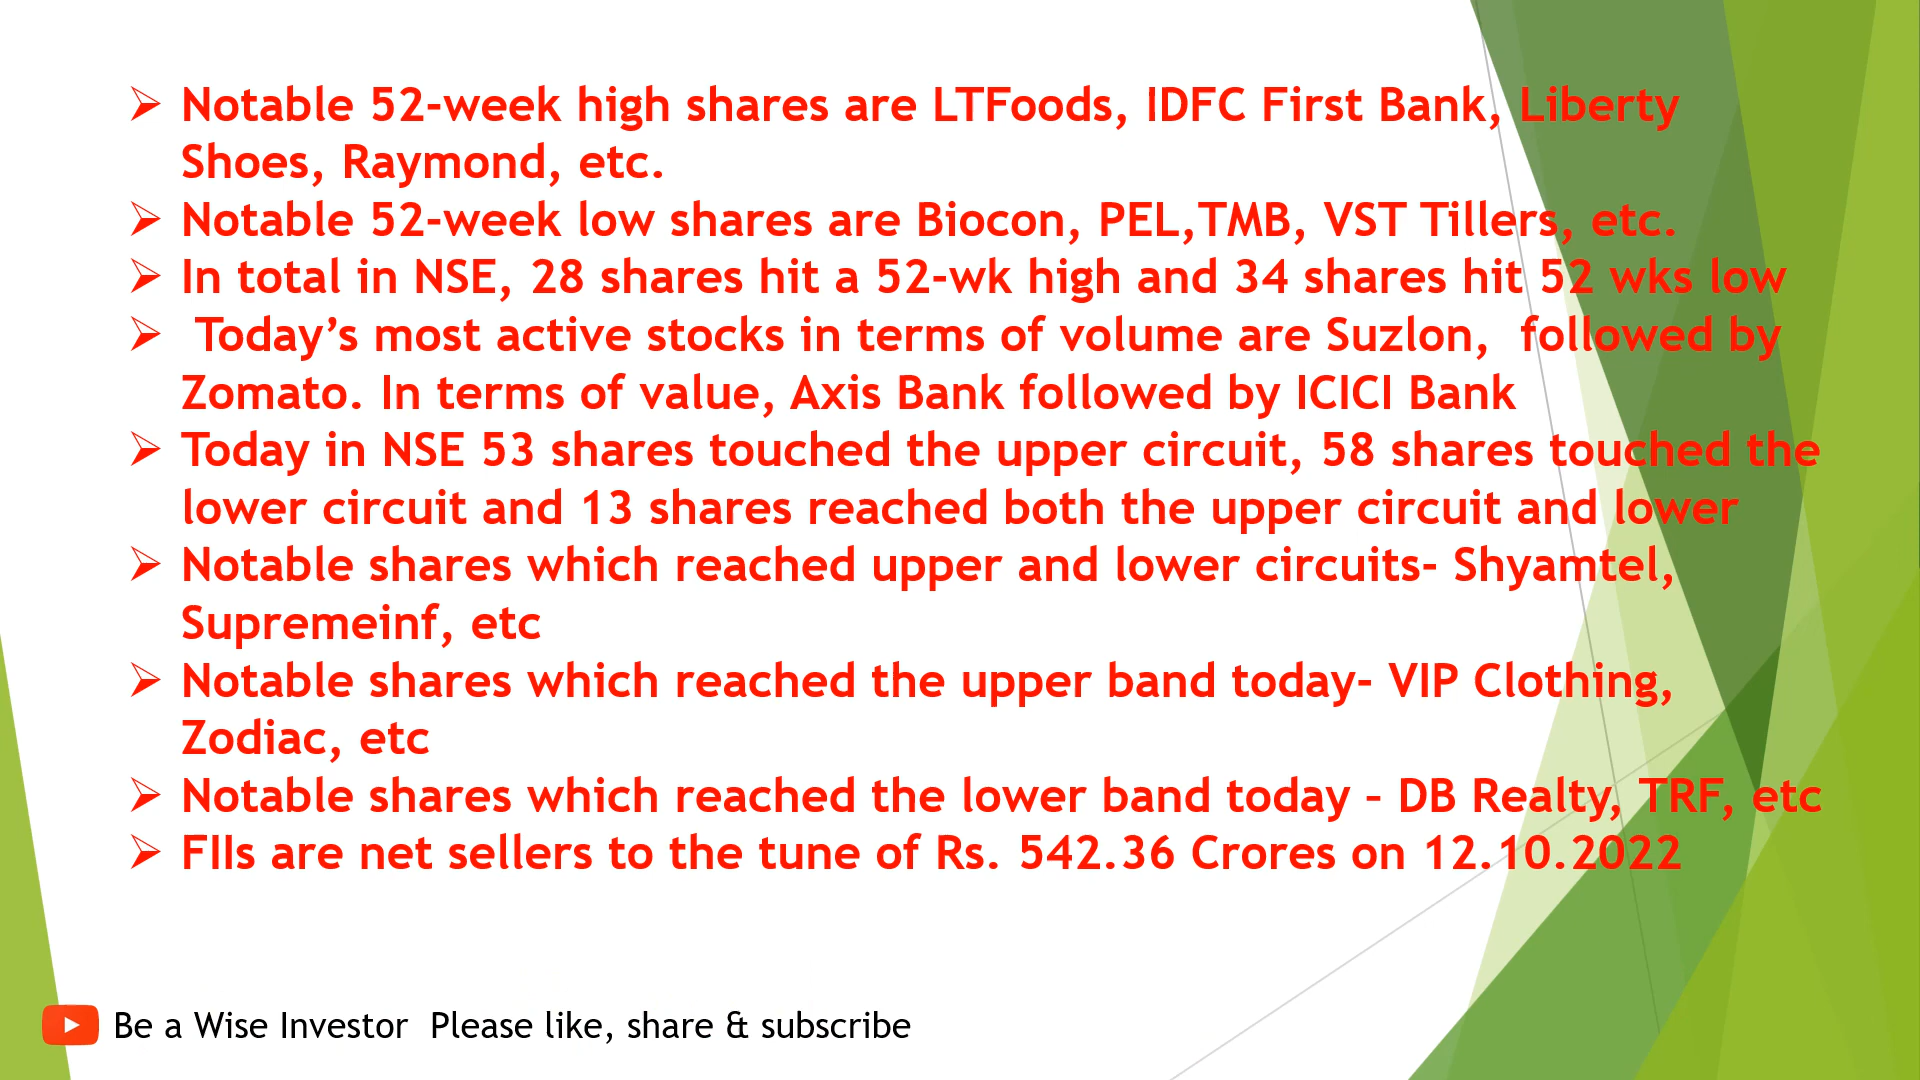 ➢ Notable 52-week high shares are LTFoods, IDFC First Bank, Liberty
Shoes, Raymond, etc.
➢ Notable 52-week low shares are Biocon, PEL,TMB, VST Tillers, etc.
➢ In total in NSE, 28 shares hit a 52-wk high and 34 shares hit 52 wks low
➢ Today’s most active stocks in terms of volume are Suzlon, followed by
Zomato. In terms of value, Axis Bank followed by ICICI Bank
➢ Today in NSE 53 shares touched the upper circuit, 58 shares touched the
lower circuit and 13 shares reached both the upper circuit and lower
➢ Notable shares which reached upper and lower circuits- Shyamtel,
Supremeinf, etc
➢ Notable shares which reached the upper band today- VIP Clothing,
Zodiac, etc
➢ Notable shares which reached the lower band today – DB Realty, TRF, etc
➢ FIIs are net sellers to the tune of Rs. 542.36 Crores on 12.10.2022
Be a Wise Investor Please like, share & subscribe